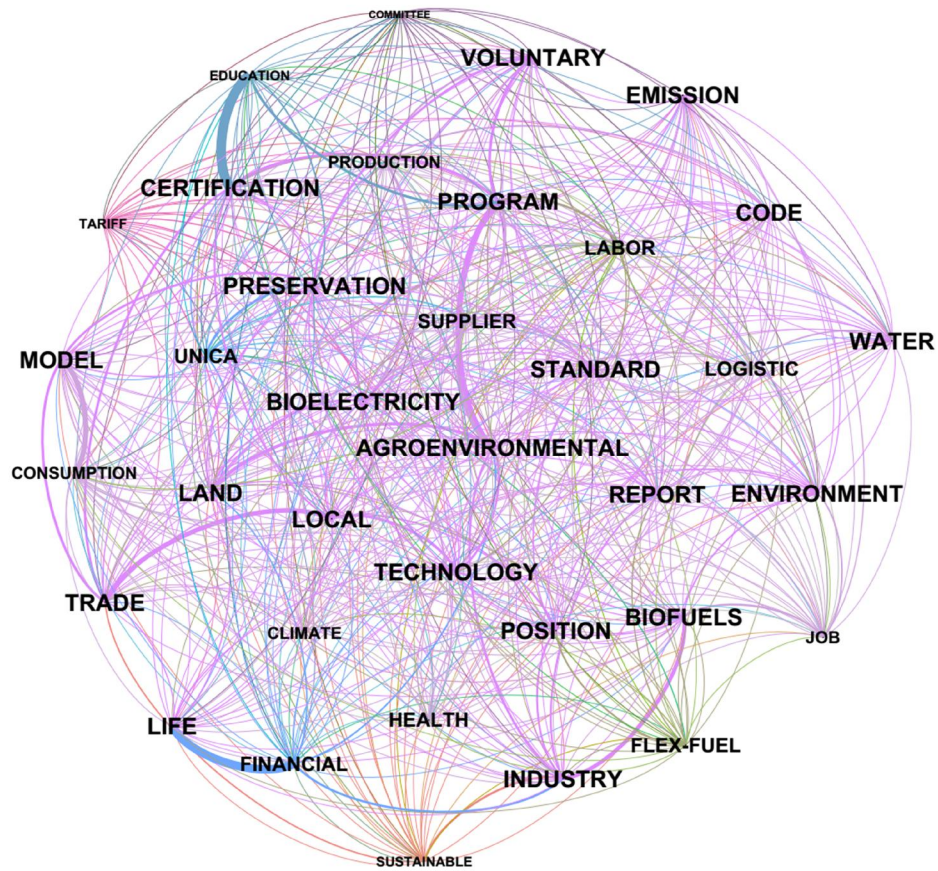 COMMITTEE
VOLUNTARY
EDUCATION
EMISSION
PRODUCTION
CERTIFICATION
PROGRAM
CODE
TARIFF
LABOR
PRESERVATION
SUPPLIER
WATER
UNICA
MODEL
STANDARD
LOGISTIC
BIOELECTRICITY
AGROENVIRONMENTAL
CONSUMPTION
LAND
REPORT
ENVIRONMENT
LOCAL
TECHNOLOGY
TRADE
BIOFUELS
CLIMATE
POSITION
JOB
HEALTH
LIFE
FLEX-FUEL
FINANCIAL
INDUSTRY
SUSTAINABLE